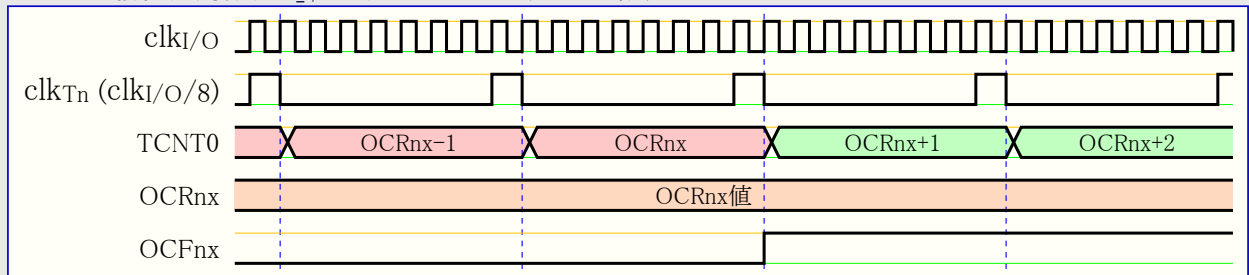 clkI/O
clkTn (clkI/O/8)
TCNT0 OCRnx-1 OCRnx OCRnx+1 OCRnx+2
OCRnx OCRnx値
OCFnx